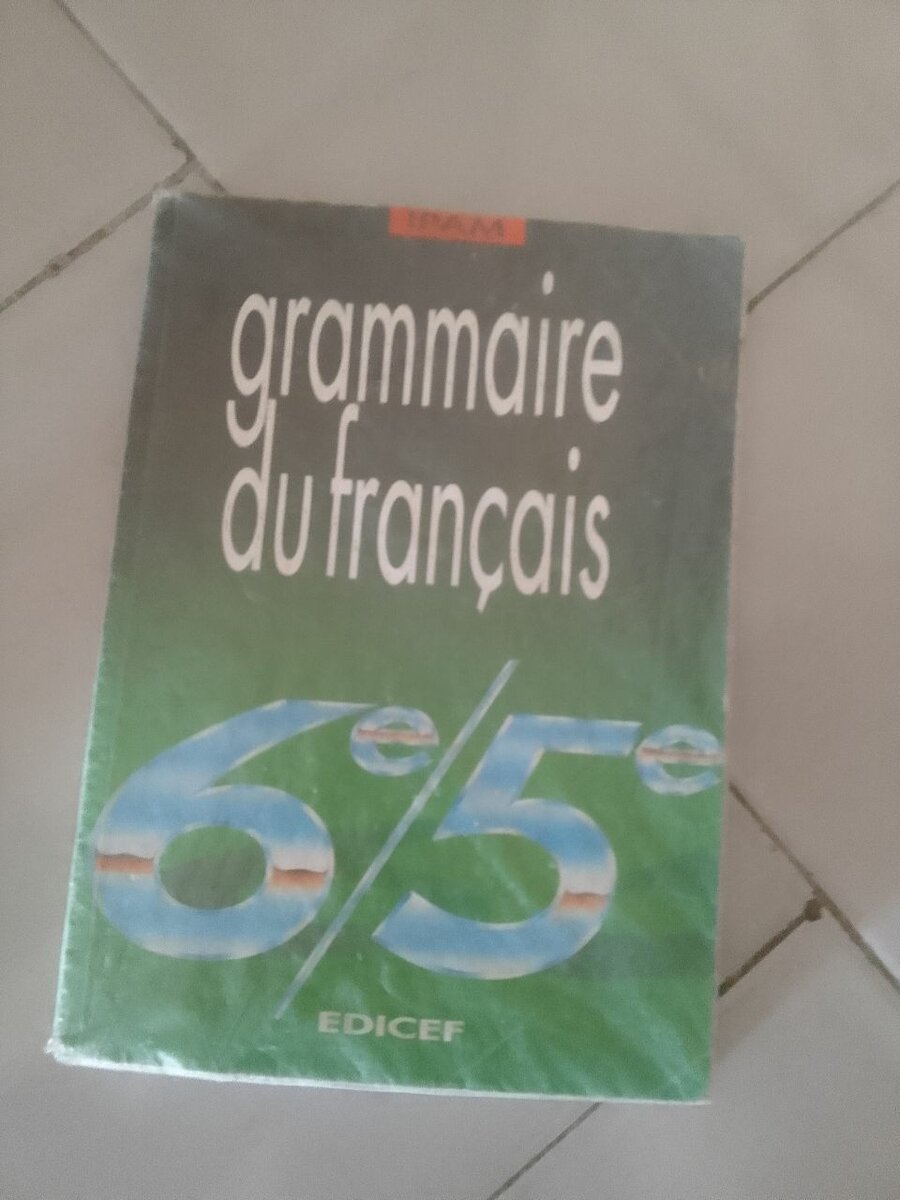 IPAM
grammaire
du français
6e/5e
EDICEF